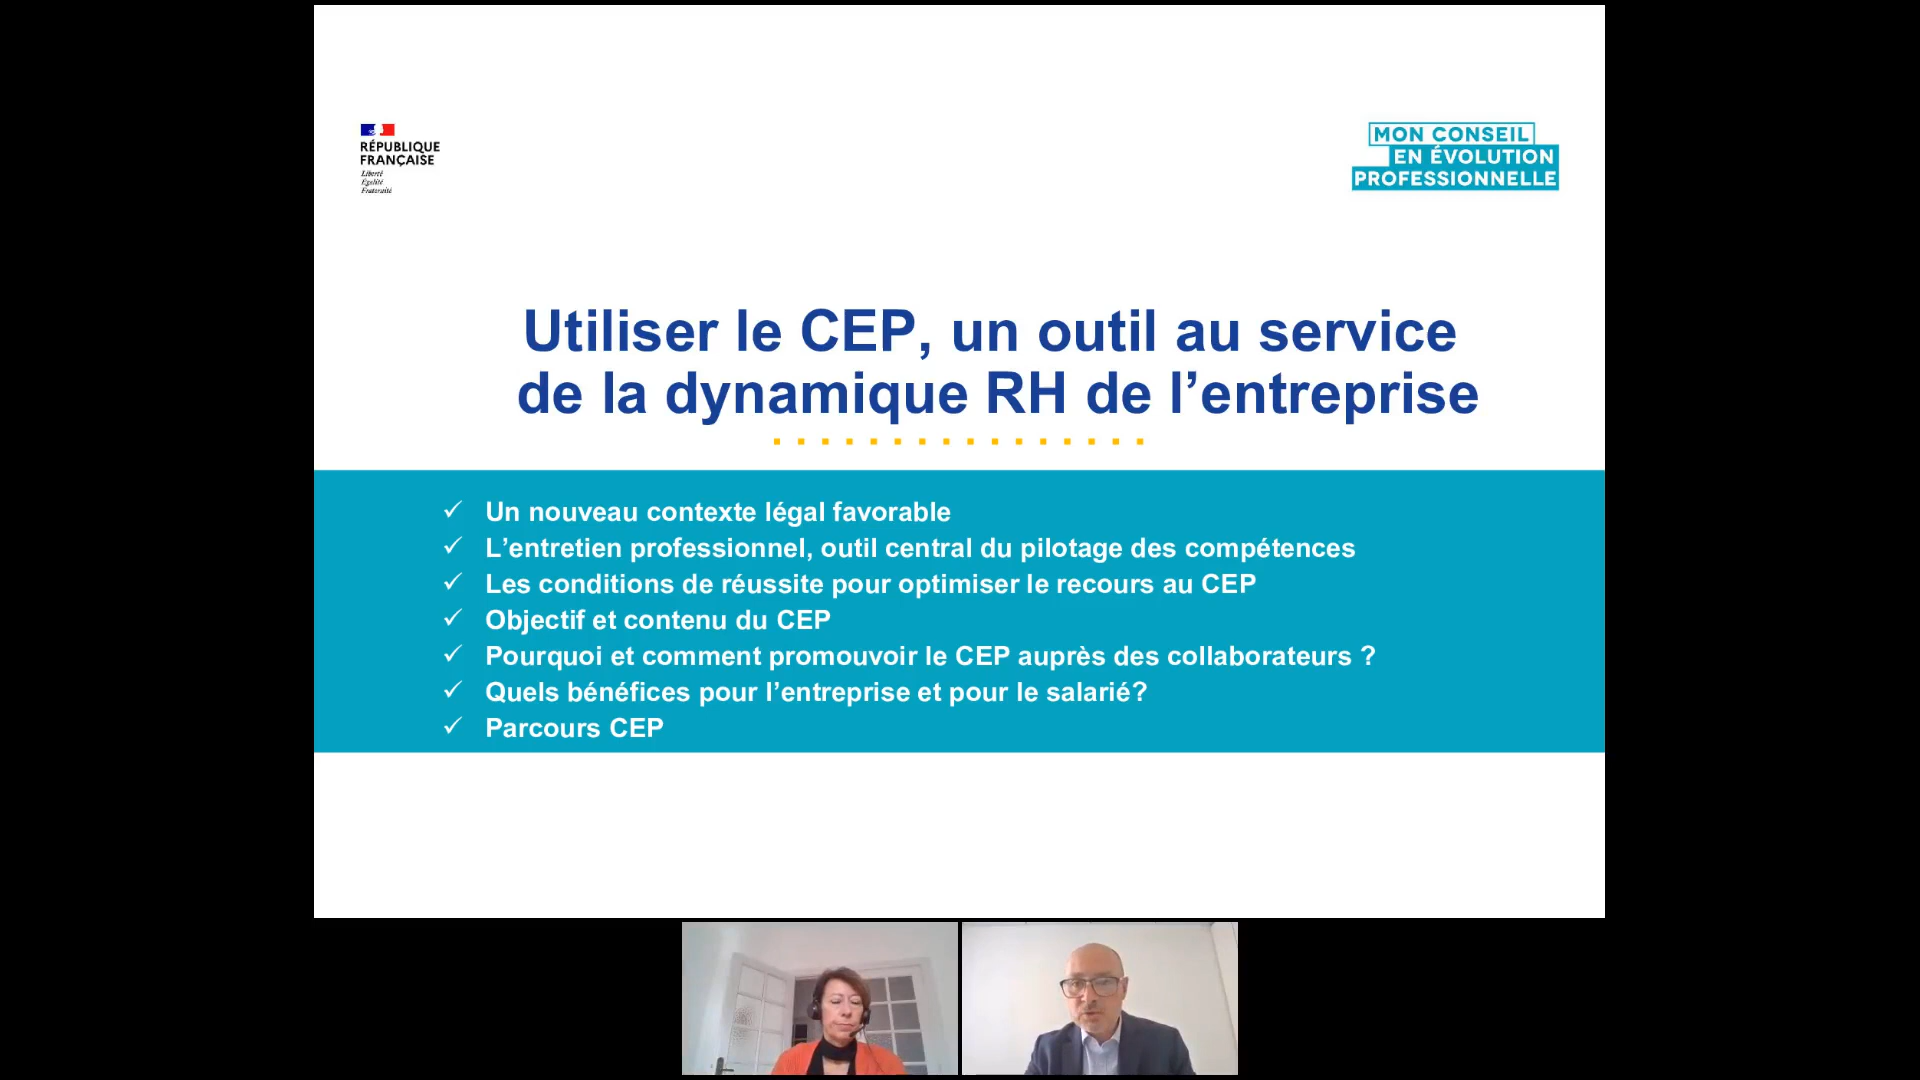 RÉPUBLIQUE
FRANÇAISE
Liberté
Égalité
Fraternité
MON CONSEIL
EN ÉVOLUTION
PROFESSIONNELLE
Utiliser le CEP, un outil au service
de la dynamique RH de l’entreprise
✓ Un nouveau contexte légal favorable
✓ L’entretien professionnel, outil central du pilotage des compétences
✓ Les conditions de réussite pour optimiser le recours au CEP
✓ Objectif et contenu du CEP
✓ Pourquoi et comment promouvoir le CEP auprès des collaborateurs ?
✓ Quels bénéfices pour l’entreprise et pour le salarié?
✓ Parcours CEP